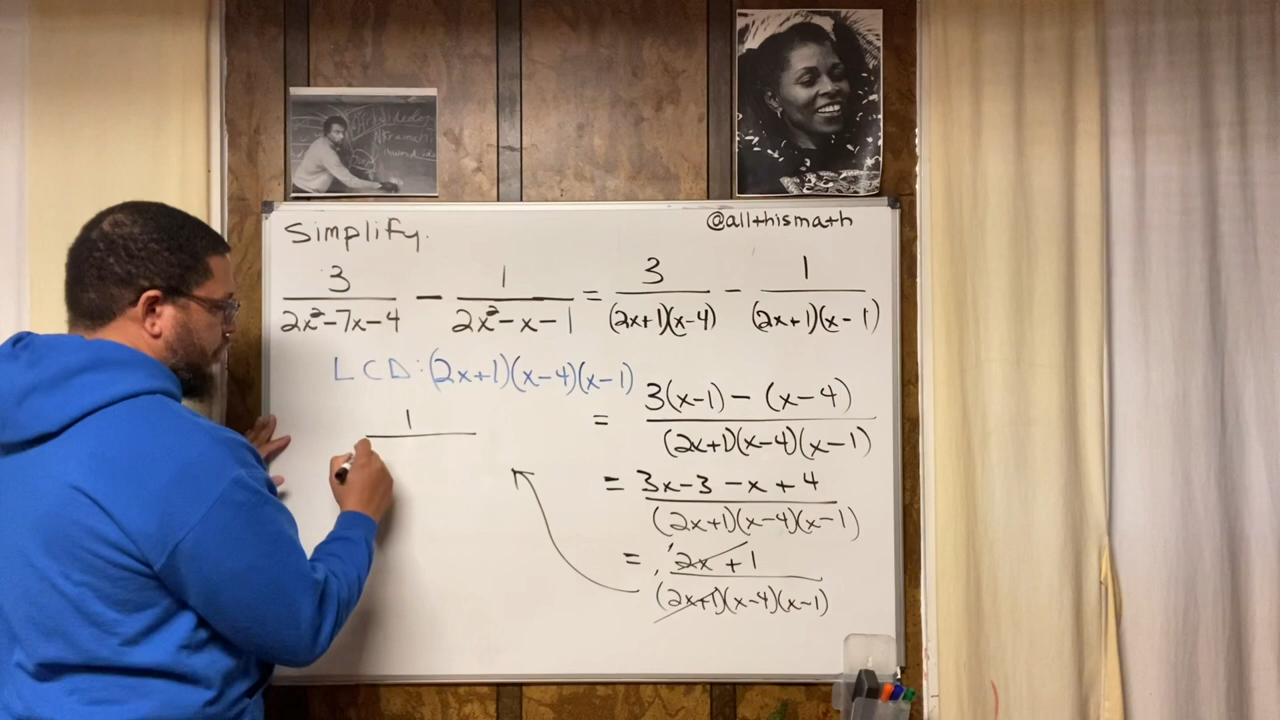 Simplify.
@allthismath
3/(2x²-7x-4) - 1/(2x²-x-1) = 3/((2x+1)(x-4)) - 1/((2x+1)(x-1))
LCD:(2x+1)(x-4)(x-1)
= (3(x-1)-(x-4))/((2x+1)(x-4)(x-1))
= (3x-3-x+4)/((2x+1)(x-4)(x-1))
= (2x+1)/((2x+1)(x-4)(x-1))
1